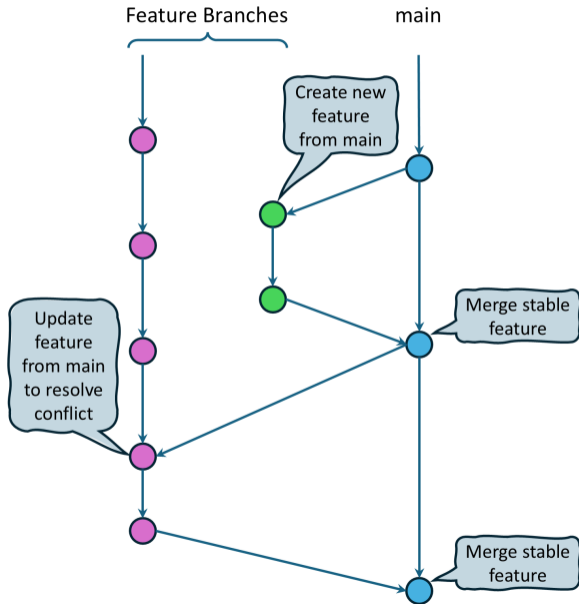 Feature Branches
main
Create new
feature
from main
Merge stable
feature
Update
feature
from main
to resolve
conflict
Merge stable
feature